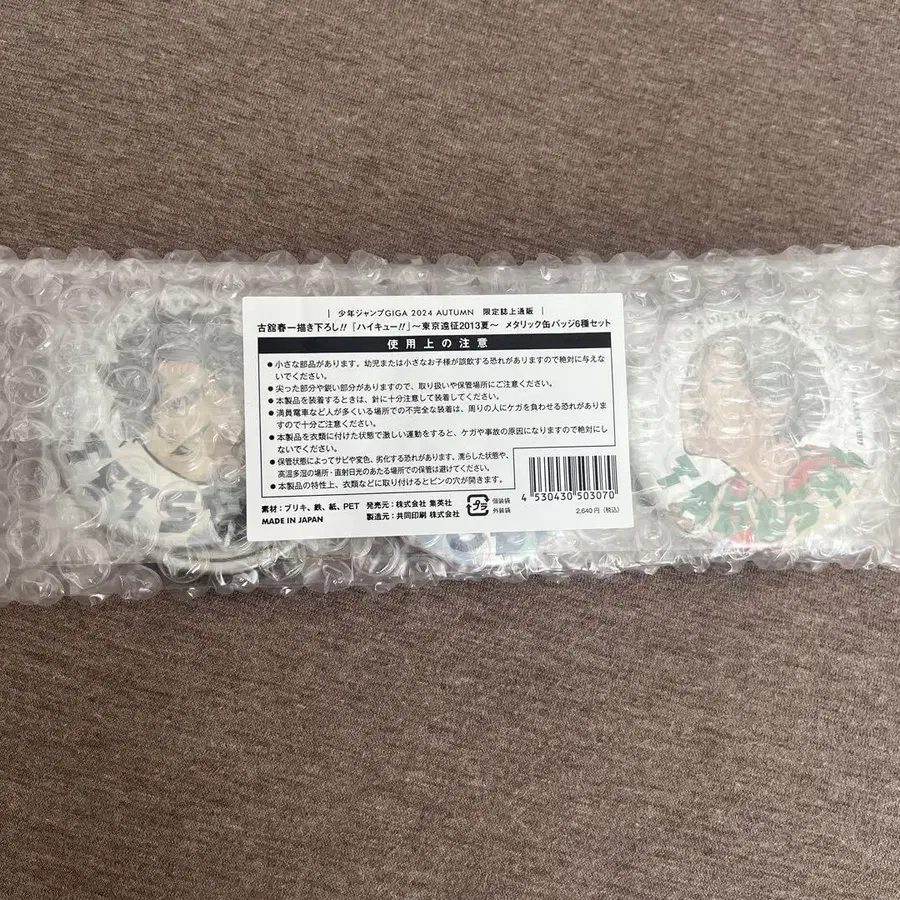 | 少年ジャンプGIGA 2024 AUTUMN 限定誌上通販 |
古舘春一描き下ろし!!「ハイキュー!!」〜東京遠征2013夏〜 メタリック缶バッジ6種セット
使用上の注意
●小さな部品があります。幼児または小さなお子様が誤飲する恐れがありますので絶対に与え
ないでください。
●尖った部分や鋭い部分がありますので、取り扱いや保管場所にご注意ください。
●本製品を装着するときは、針に十分注意して装着してください。
●満員電車など人が多くいる場所での不完全な装着は、周りの人にケガを負わせる恐れがありま
すので十分ご注意ください。
●本製品を衣類に付けた状態で激しい運動をすると、ケガや事故の原因になりますので絶対にし
ないでください。
●保管状態によってサビや変色、劣化する恐れがあります。濡らした状態や、
高温多湿の場所・直射日光のあたる場所での保管は避けてください。
●本製品の特性上、衣類などに取り付けるとピンの穴が開きます。
素材:ブリキ、鉄、紙、PET 発売元:株式会社 集英社
MADE IN JAPAN 製造元:共同印刷 株式会社
プラ
個装袋
外装袋
4 530430 503070
2,640円(税込)